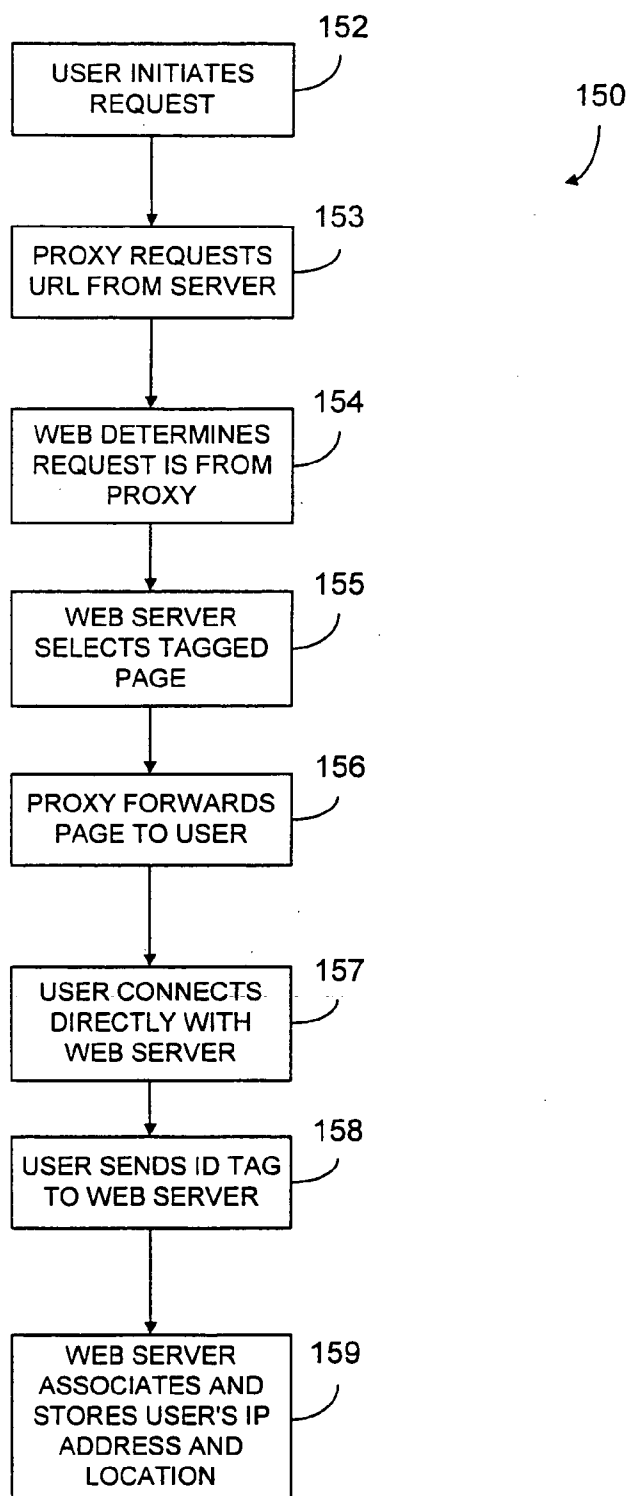 152
USER INITIATES
REQUEST
150
153
PROXY REQUESTS
URL FROM SERVER
154
WEB DETERMINES
REQUEST IS FROM
PROXY
155
WEB SERVER
SELECTS TAGGED
PAGE
156
PROXY FORWARDS
PAGE TO USER
157
USER CONNECTS
DIRECTLY WITH
WEB SERVER
158
USER SENDS ID TAG
TO WEB SERVER
159
WEB SERVER
ASSOCIATES AND
STORES USER'S IP
ADDRESS AND
LOCATION